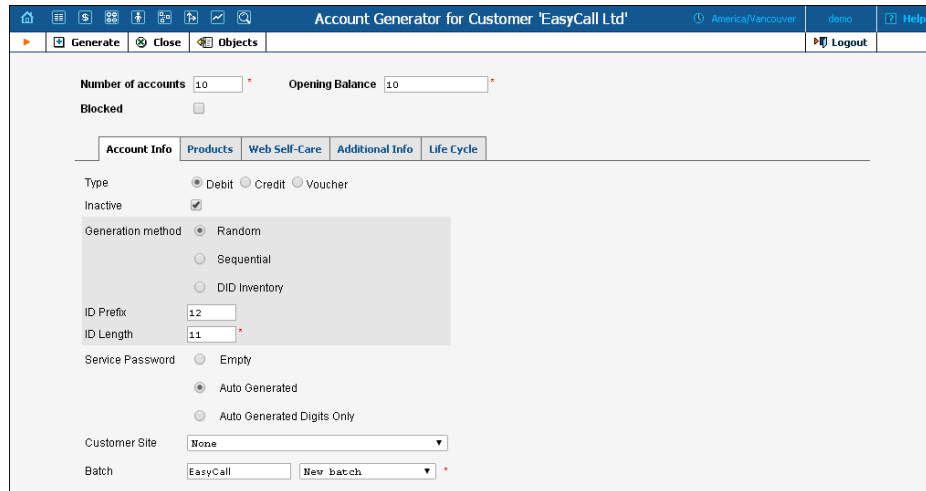 Account Generator for Customer 'EasyCall Ltd' America/Vancouver demo ? Help
Generate Close Objects Logout
Number of accounts 10 * Opening Balance 10 *
Blocked
Account Info Products Web Self-Care Additional Info Life Cycle
Type Debit Credit Voucher
Inactive
Generation method Random
Sequential
DID Inventory
ID Prefix 12
ID Length 11 *
Service Password Empty
Auto Generated
Auto Generated Digits Only
Customer Site None
Batch EasyCall New batch *